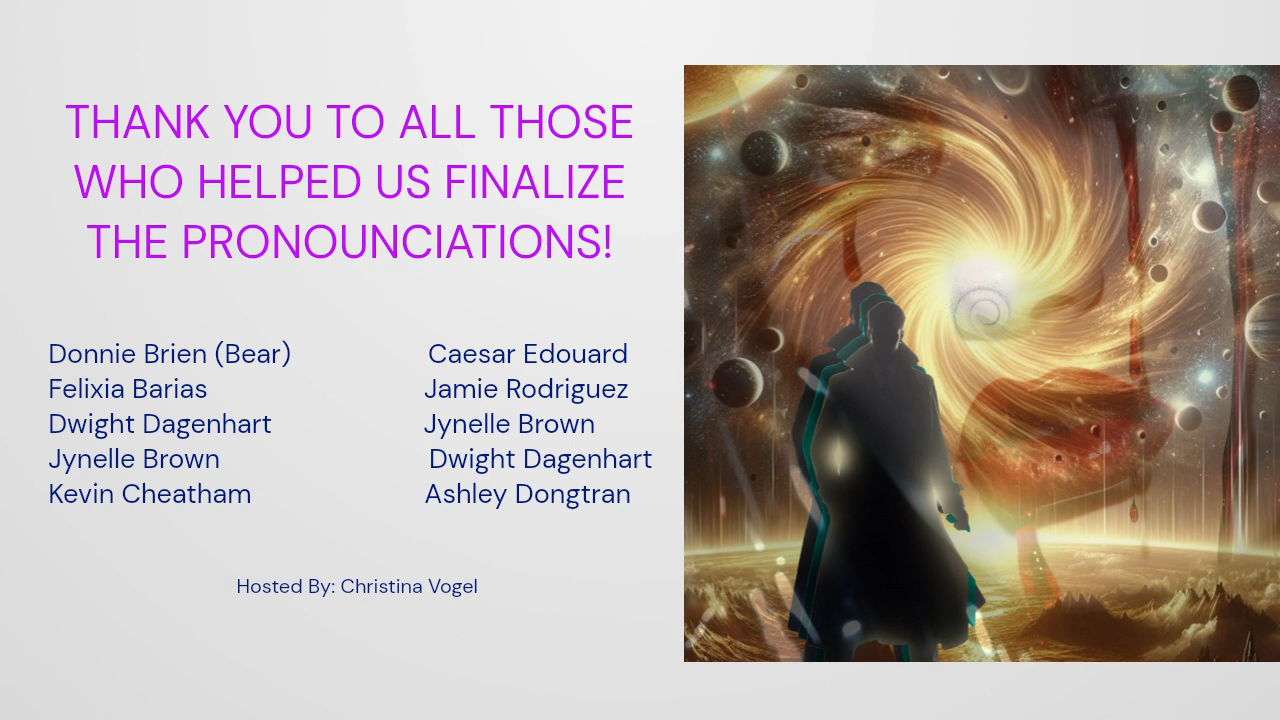 THANK YOU TO ALL THOSE
WHO HELPED US FINALIZE
THE PRONOUNCIATIONS!
Donnie Brien (Bear)
Felixia Barias
Dwight Dagenhart
Jynelle Brown
Kevin Cheatham
Caesar Edouard
Jamie Rodriguez
Jynelle Brown
Dwight Dagenhart
Ashley Dongtran
Hosted By: Christina Vogel